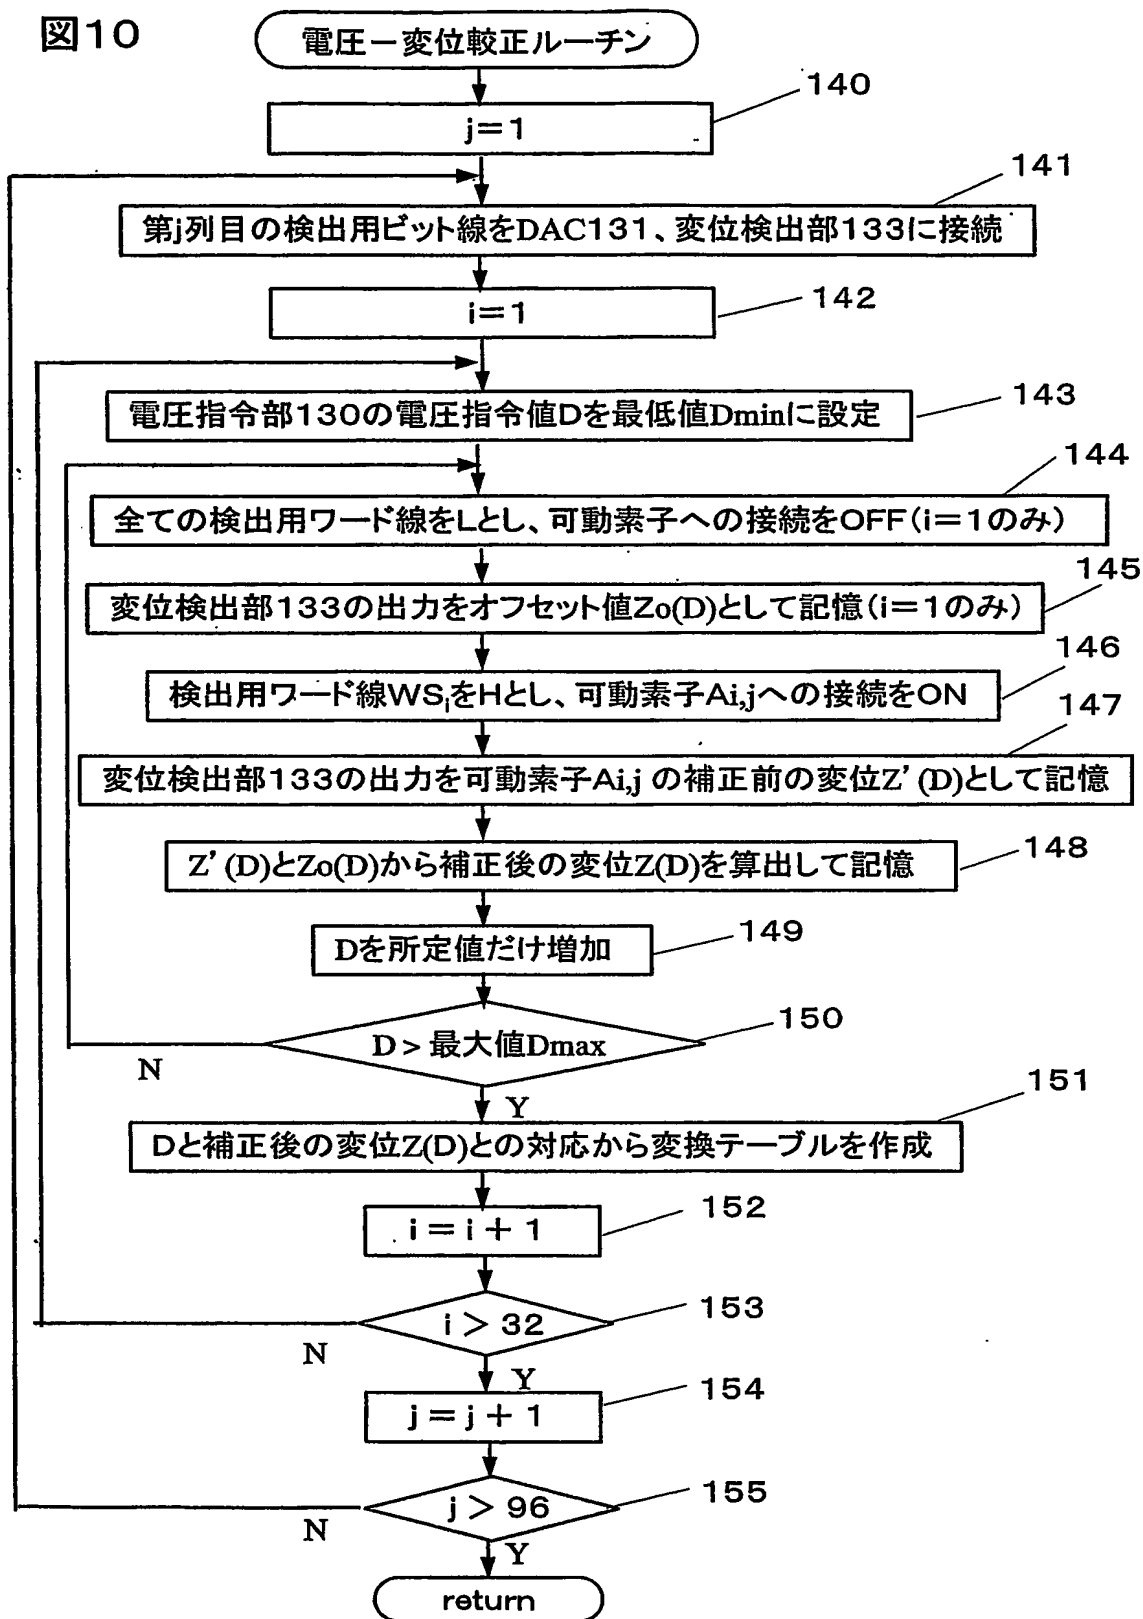 図10
電圧－変位較正ルーチン
140
j＝1
141
第j列目の検出用ビット線をDAC131、変位検出部133に接続
142
i＝1
143
電圧指令部130の電圧指令値Dを最低値Dminに設定
144
全ての検出用ワード線をLとし、可動素子への接続をOFF（i＝1のみ）
145
変位検出部133の出力をオフセット値Zo(D)として記憶（i＝1のみ）
146
検出用ワード線WSiをHとし、可動素子Ai,jへの接続をON
147
変位検出部133の出力を可動素子Ai,jの補正前の変位Z'(D)として記憶
148
Z'(D)とZo(D)から補正後の変位Z(D)を算出して記憶
149
Dを所定値だけ増加
150
D > 最大値Dmax
N
Y
151
Dと補正後の変位Z(D)との対応から変換テーブルを作成
152
i = i + 1
153
i > 32
N
Y
154
j = j + 1
155
j > 96
N
Y
return